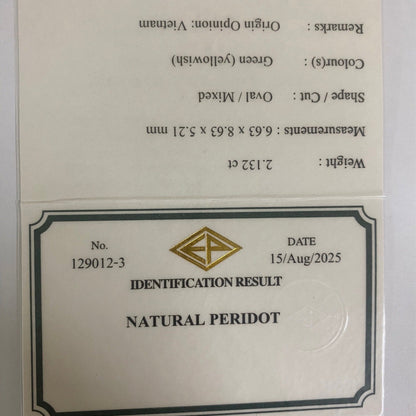 Weight : 2.132 ct
Measurements : 6.63 x 8.63 x 5.21 mm
Shape / Cut : Oval / Mixed
Colour(s) : Green (yellowish)
Remarks : Origin Opinion: Vietnam
No. DATE
129012-3 15/Aug/2025
IDENTIFICATION RESULT
NATURAL PERIDOT